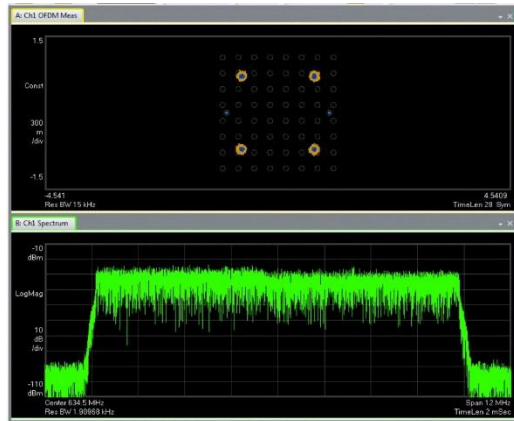 A: Ch1 OFDM Meas
1.5
Const
300
m
/div
-1.5
-4.541
4.5409
Res BW 15 kHz
TimeLen 28 Sym
B: Ch1 Spectrum
-10
dBm
LogMag
10
dB
/div
-110
dBm
Center 634.5 MHz
Span 12 MHz
Res BW 1.90968 kHz
TimeLen 2 mSec